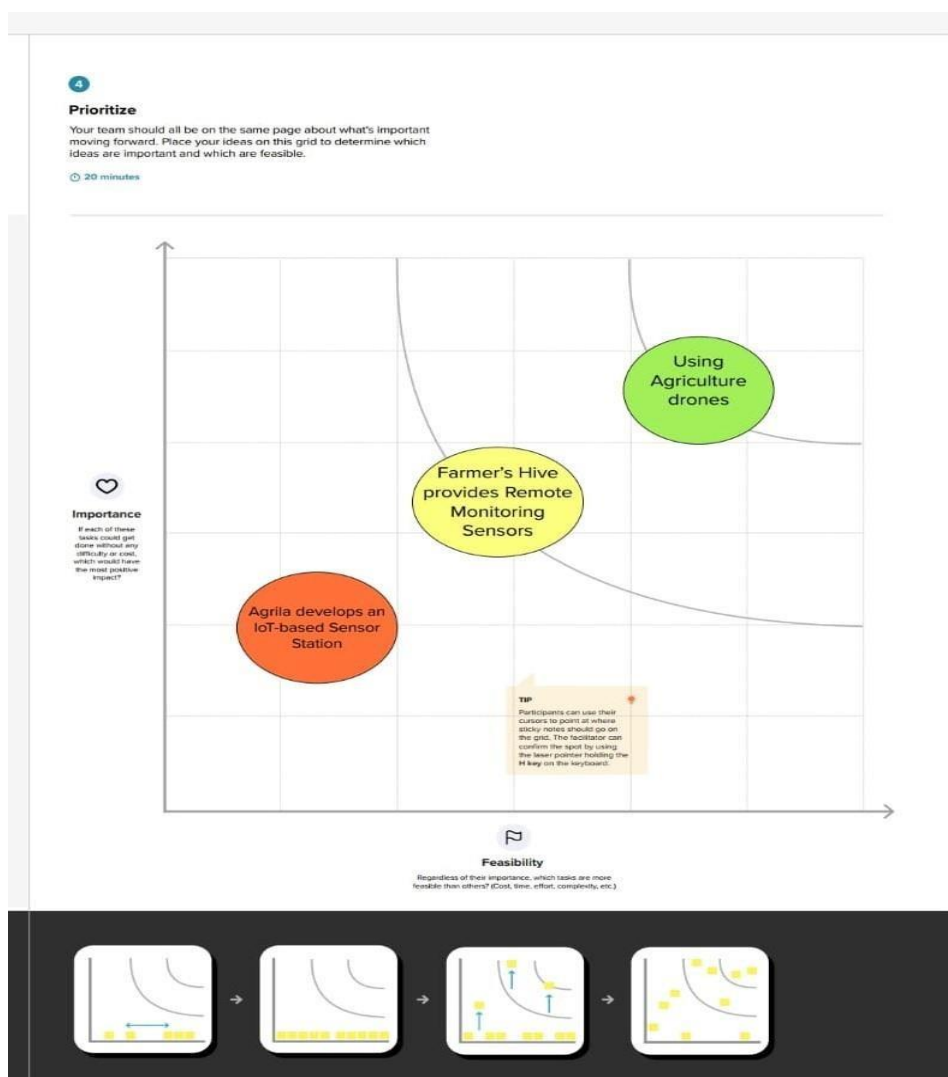 4
Prioritize
Your team should all be on the same page about what's important
moving forward. Place your ideas on this grid to determine which
ideas are important and which are feasible.
20 minutes
Using
Agriculture
drones
Farmer's Hive
provides Remote
Monitoring
Sensors
Importance
If each of these
tasks could get
done without any
difficulty or cost,
which would have
the most positive
impact?
Agrila develops an
IoT-based Sensor
Station
TIP
Participants can use their
cursors to point at where
sticky notes should go on
the grid. The facilitator can
confirm the spot by using
the laser pointer holding the
H key on the keyboard.
Feasibility
Regardless of their importance, which tasks are more
feasible than others? (Cost, time, effort, complexity, etc.)